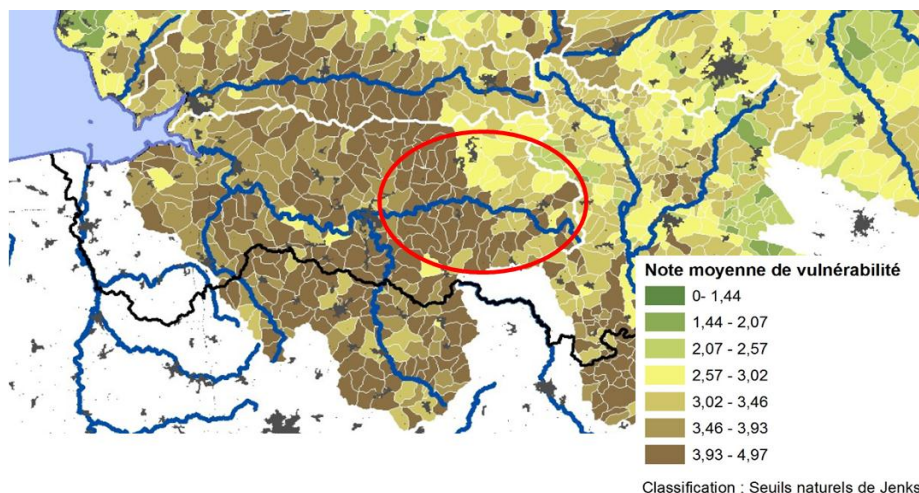 Note moyenne de vulnérabilité
0- 1,44
1,44 - 2,07
2,07 - 2,57
2,57 - 3,02
3,02 - 3,46
3,46 - 3,93
3,93 - 4,97
Classification : Seuils naturels de Jenks